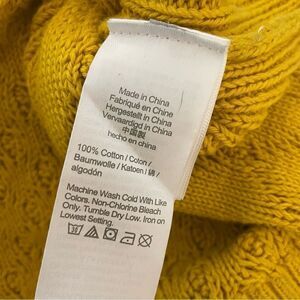 Made in China
Fabriqué en Chine
Hergestellt in China
Vervaardigd in China
中国製
hecho en china
100% Cotton / Coton /
Baumwolle / Katoen / 綿 /
algodón
Machine Wash Cold With Like
Colors. Non-Chlorine Bleach
Only. Tumble Dry Low. Iron on
Lowest Setting.